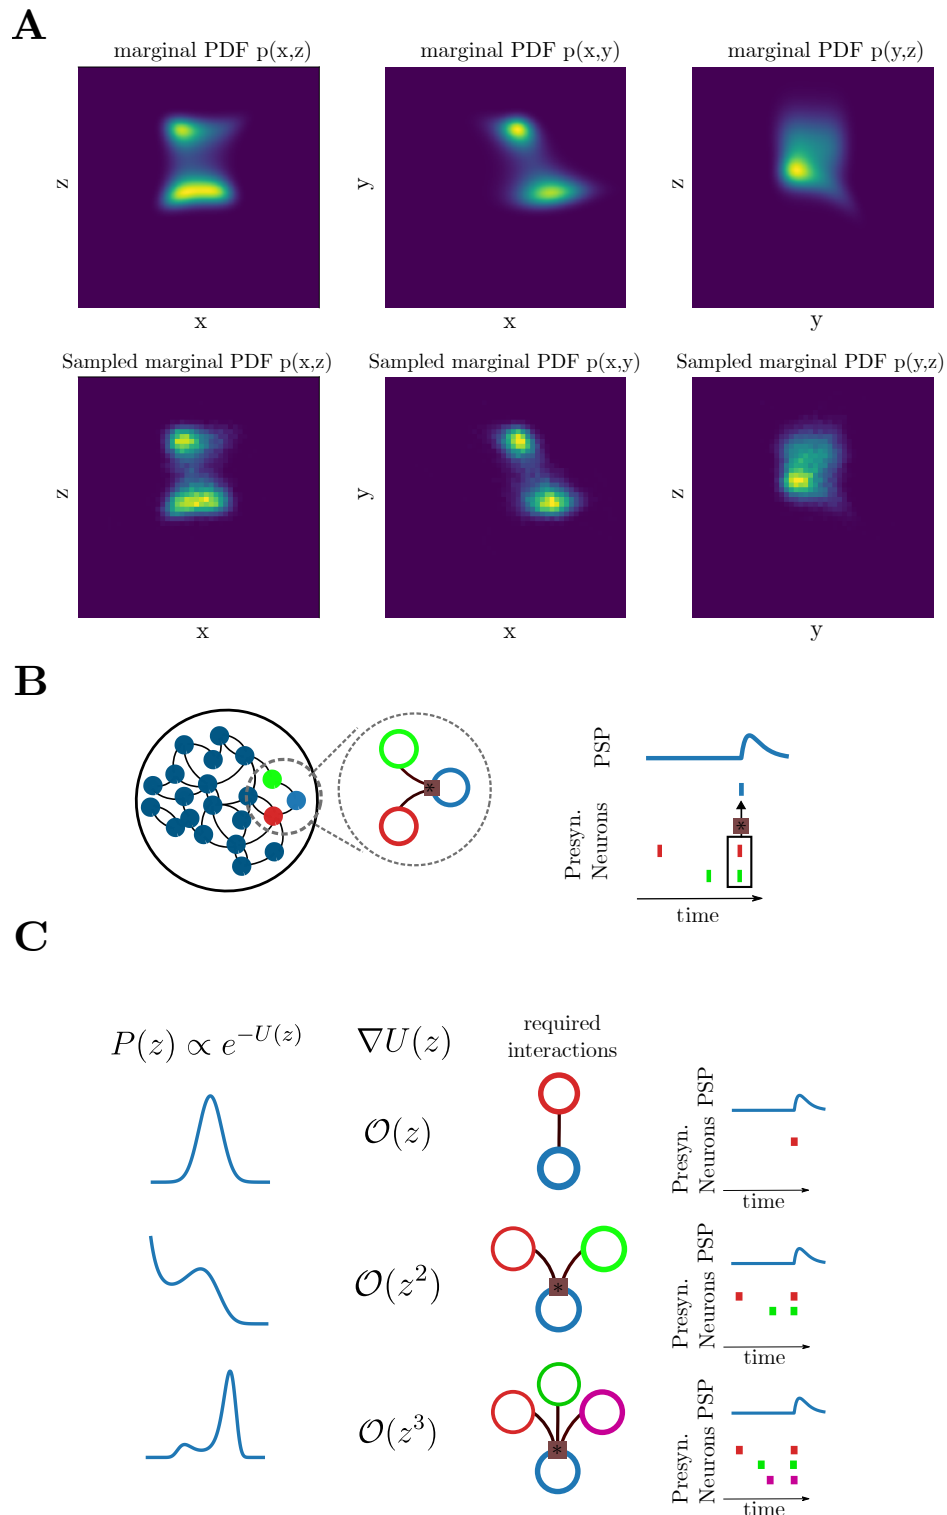 A
marginal PDF p(x,z)
marginal PDF p(x,y)
marginal PDF p(y,z)
z
y
z
x
x
y
Sampled marginal PDF p(x,z)
Sampled marginal PDF p(x,y)
Sampled marginal PDF p(y,z)
z
y
z
x
x
y
B
*
PSP
Presyn.
Neurons
*
time
C
P(z) ∝ e^{-U(z)}
∇U(z)
required
interactions
𝒪(z)
Presyn.
Neurons PSP
time
𝒪(z²)
*
Presyn.
Neurons PSP
time
𝒪(z³)
*
Presyn.
Neurons PSP
time